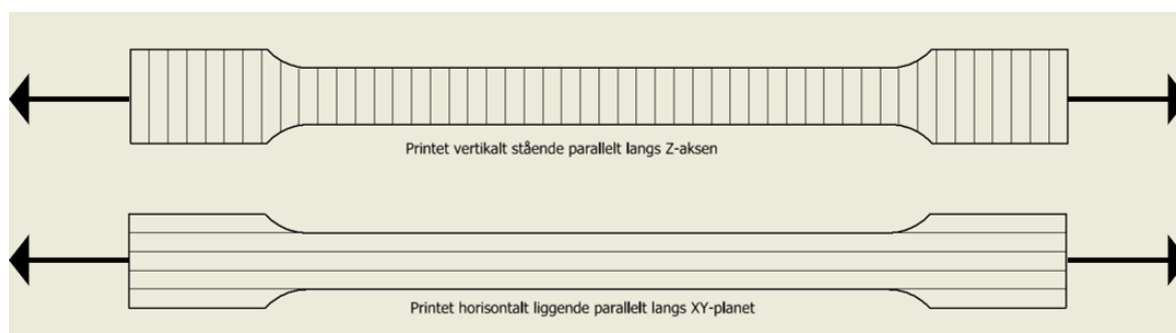 Printet vertikalt stående parallelt langs Z-aksen
Printet horisontalt liggende parallelt langs XY-planet